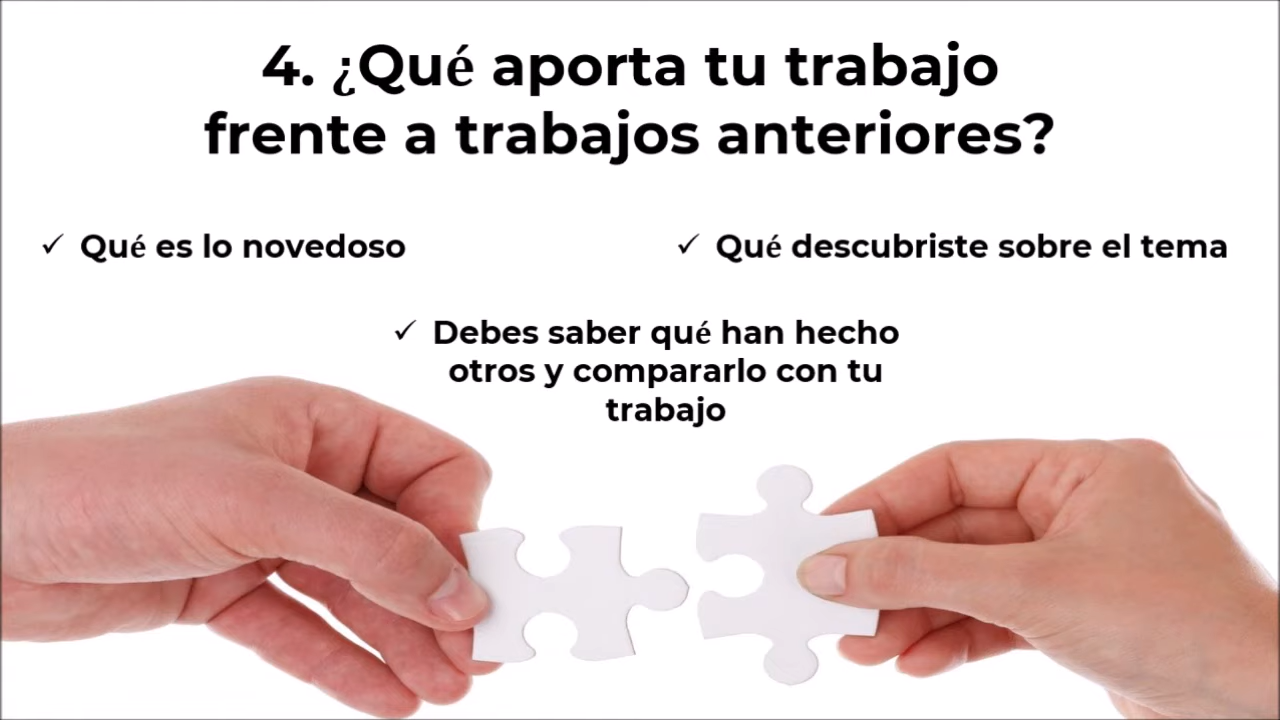 4. ¿Qué aporta tu trabajo
frente a trabajos anteriores?
✓ Qué es lo novedoso
✓ Qué descubriste sobre el tema
✓ Debes saber qué han hecho
otros y compararlo con tu
trabajo